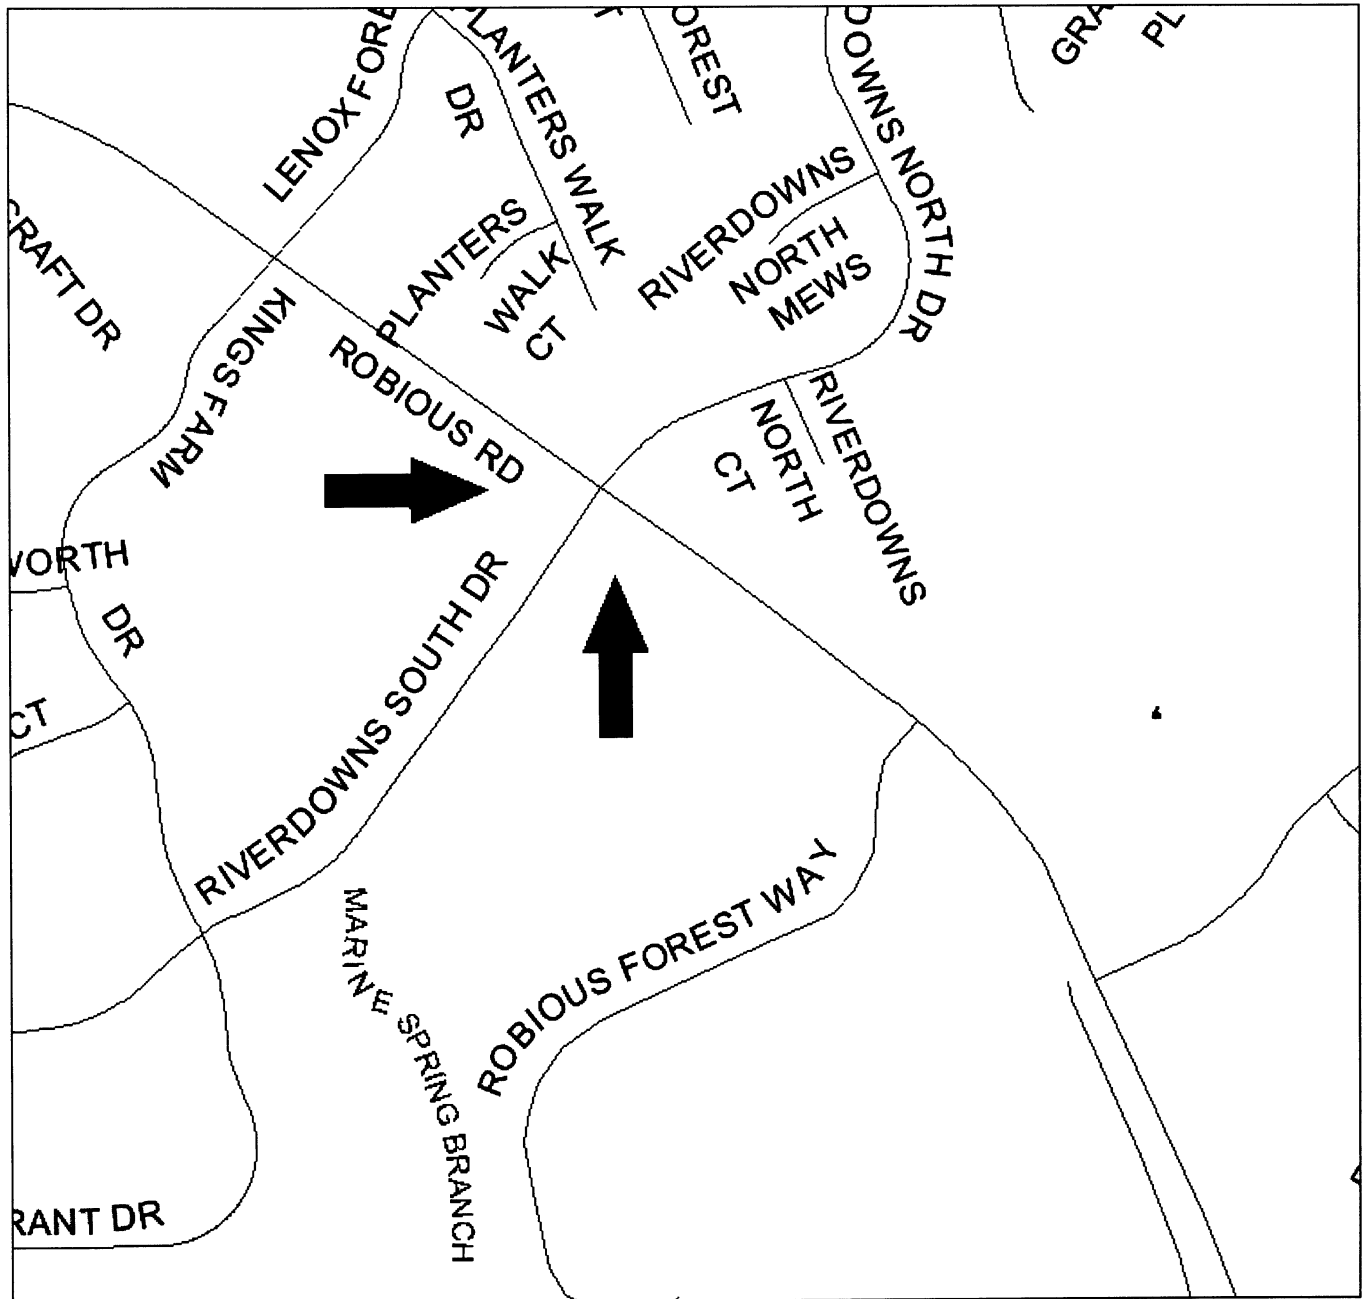 LENOX FORE
PLANTERS WALK
DR
T
OREST
DOWNS NORTH DR
GRA
PL
CRAFT DR
KINGS FARM
ROBIOUS RD
PLANTERS
WALK
CT
RIVERDOWNS
NORTH
MEWS
RIVERDOWNS
NORTH
CT
WORTH
DR
CT
RIVERDOWNS SOUTH DR
MARINE SPRING BRANCH
ROBIOUS FOREST WAY
RANT DR